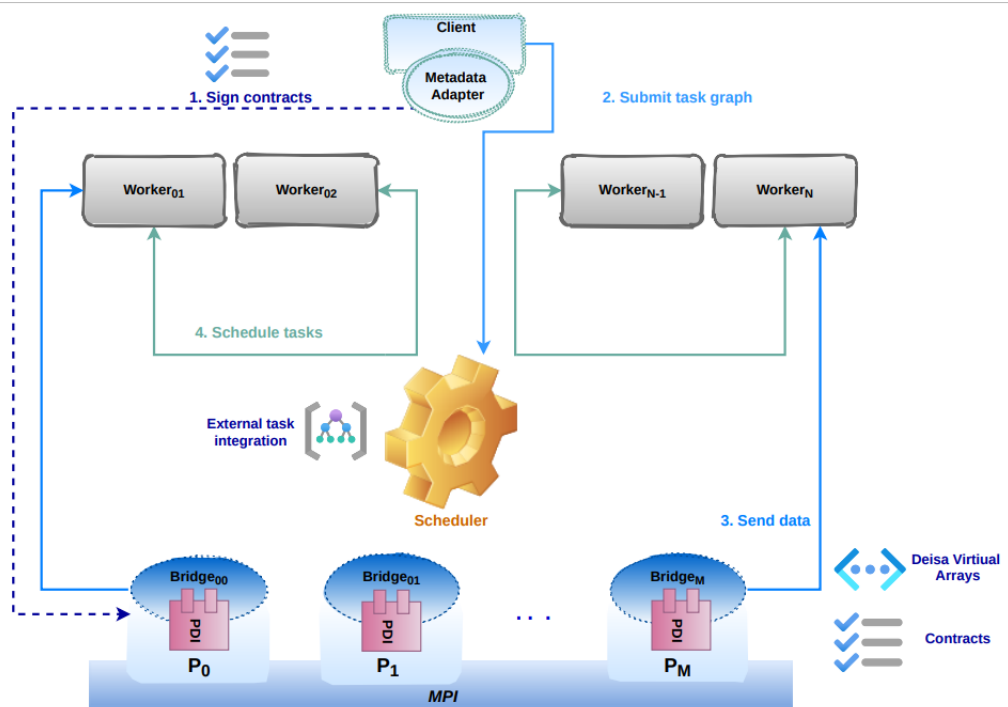 Client
Metadata
Adapter
1. Sign contracts
2. Submit task graph
Worker01
Worker02
WorkerN-1
WorkerN
4. Schedule tasks
External task
integration
Scheduler
3. Send data
Deisa Virtual
Arrays
Bridge00
Bridge01
BridgeM
PDI
PDI
PDI
. . .
Contracts
P0
P1
PM
MPI